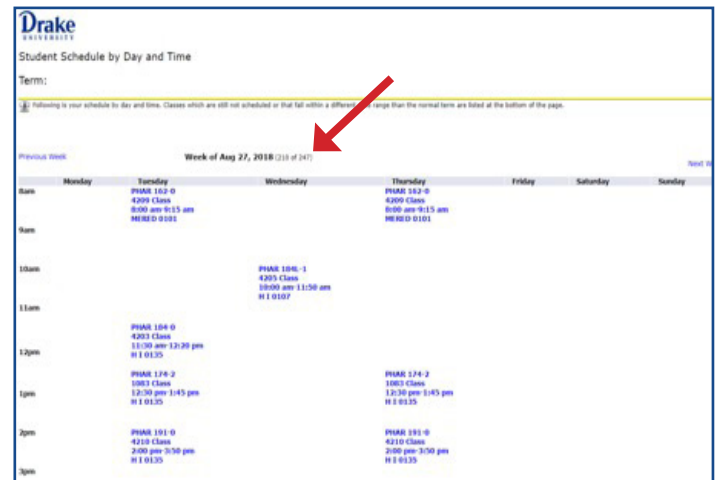 Drake
UNIVERSITY
Student Schedule by Day and Time
Term:
Following is your schedule by day and time. Classes which are still not scheduled or that fall within a different range than the normal term are listed at the bottom of the page.
Previous Week
Week of Aug 27, 2018 (218 of 247)
Next W
Monday Tuesday Wednesday Thursday Friday Saturday Sunday
8am
PHAR 162-0
4209 Class
8:00 am-9:15 am
MERED 0101
PHAR 162-0
4209 Class
8:00 am-9:15 am
MERED 0101
9am
10am
PHAR 184L-1
4205 Class
10:00 am-11:50 am
H I 0107
11am
PHAR 184-0
4203 Class
11:30 am-12:20 pm
H I 0135
12pm
PHAR 174-2
1083 Class
12:30 pm-1:45 pm
H I 0135
PHAR 174-2
1083 Class
12:30 pm-1:45 pm
H I 0135
1pm
2pm
PHAR 191-0
4210 Class
2:00 pm-3:50 pm
H I 0135
PHAR 191-0
4210 Class
2:00 pm-3:50 pm
H I 0135
3pm